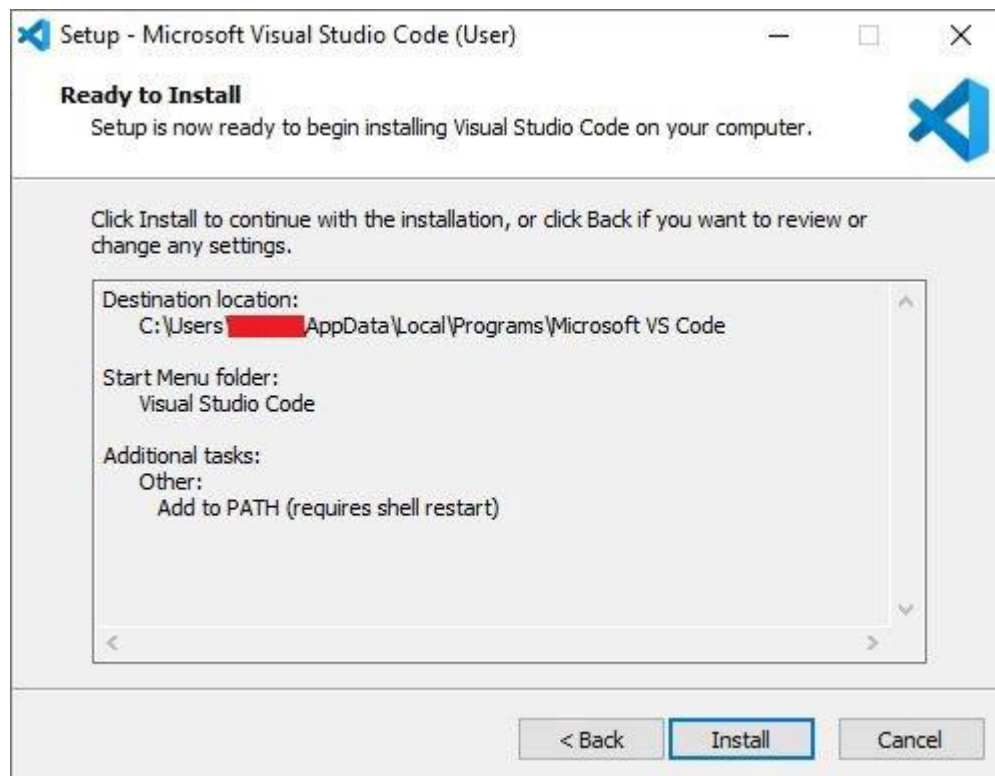 Setup - Microsoft Visual Studio Code (User)
Ready to Install
Setup is now ready to begin installing Visual Studio Code on your computer.
Click Install to continue with the installation, or click Back if you want to review or
change any settings.
Destination location:
C:\Users\ AppData\Local\Programs\Microsoft VS Code
Start Menu folder:
Visual Studio Code
Additional tasks:
Other:
Add to PATH (requires shell restart)
< Back Install Cancel